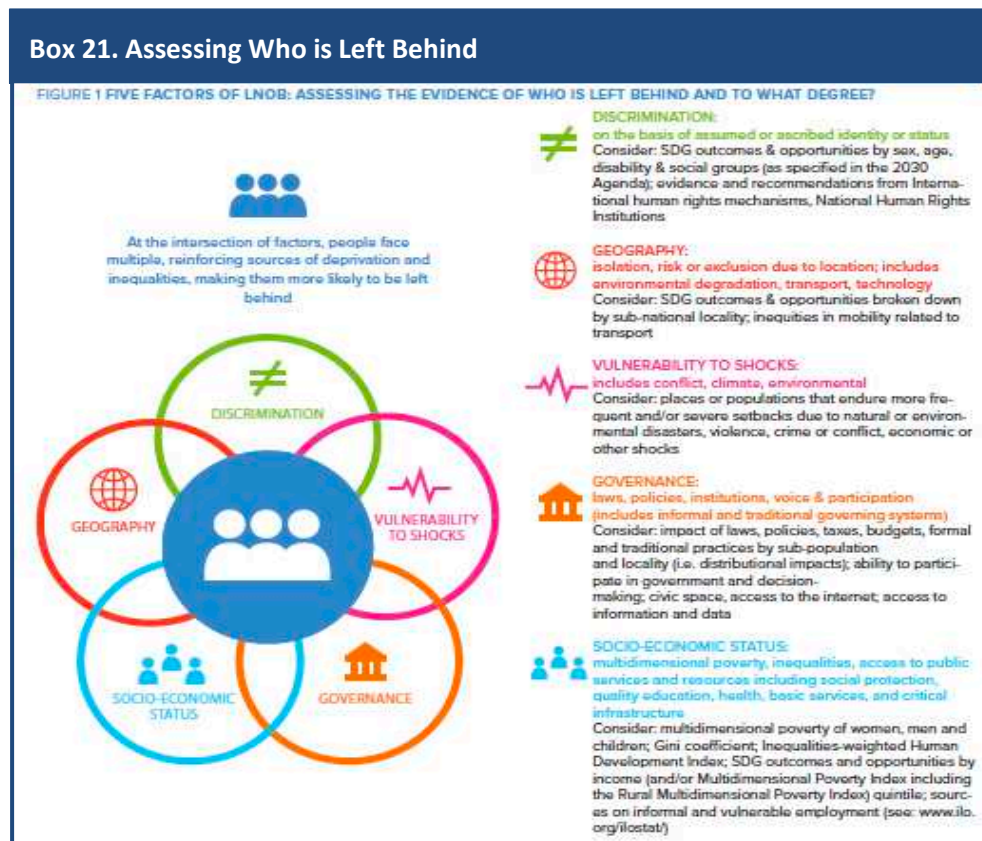 Box 21. Assessing Who is Left Behind
FIGURE 1 FIVE FACTORS OF LNOB: ASSESSING THE EVIDENCE OF WHO IS LEFT BEHIND AND TO WHAT DEGREE?
At the intersection of factors, people face
multiple, reinforcing sources of deprivation and
inequalities, making them more likely to be left
behind
DISCRIMINATION
GEOGRAPHY
VULNERABILITY
TO SHOCKS
SOCIO-ECONOMIC
STATUS
GOVERNANCE
DISCRIMINATION:
on the basis of assumed or ascribed identity or status
Consider: SDG outcomes & opportunities by sex, age,
disability & social groups (as specified in the 2030
Agenda); evidence and recommendations from Interna-
tional human rights mechanisms, National Human Rights
Institutions
GEOGRAPHY:
isolation, risk or exclusion due to location; includes
environmental degradation, transport, technology
Consider: SDG outcomes & opportunities broken down
by sub-national locality; inequities in mobility related to
transport
VULNERABILITY TO SHOCKS:
includes conflict, climate, environmental
Consider: places or populations that endure more fre-
quent and/or severe setbacks due to natural or environ-
mental disasters, violence, crime or conflict, economic or
other shocks
GOVERNANCE:
laws, policies, institutions, voice & participation
(includes informal and traditional governing systems)
Consider: impact of laws, policies, taxes, budgets, formal
and traditional practices by sub-population
and locality (i.e. distributional impacts); ability to partici-
pate in government and decision-
making; civic space, access to the internet; access to
information and data
SOCIO-ECONOMIC STATUS:
multidimensional poverty, inequalities, access to public
services and resources including social protection,
quality education, health, basic services, and critical
infrastructure
Consider: multidimensional poverty of women, men and
children; Gini coefficient; Inequalities-weighted Human
Development Index; SDG outcomes and opportunities by
income (and/or Multidimensional Poverty Index including
the Rural Multidimensional Poverty Index) quintile; sourc-
es on informal and vulnerable employment (see: www.ilo.
org/ilostat/)